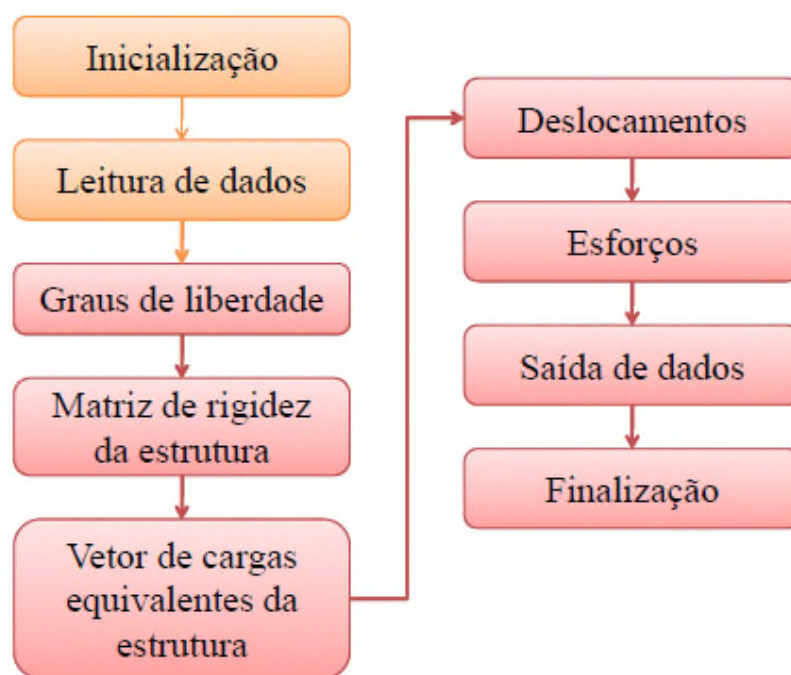 Inicialização
Leitura de dados
Graus de liberdade
Matriz de rigidez
da estrutura
Vetor de cargas
equivalentes da
estrutura
Deslocamentos
Esforços
Saída de dados
Finalização